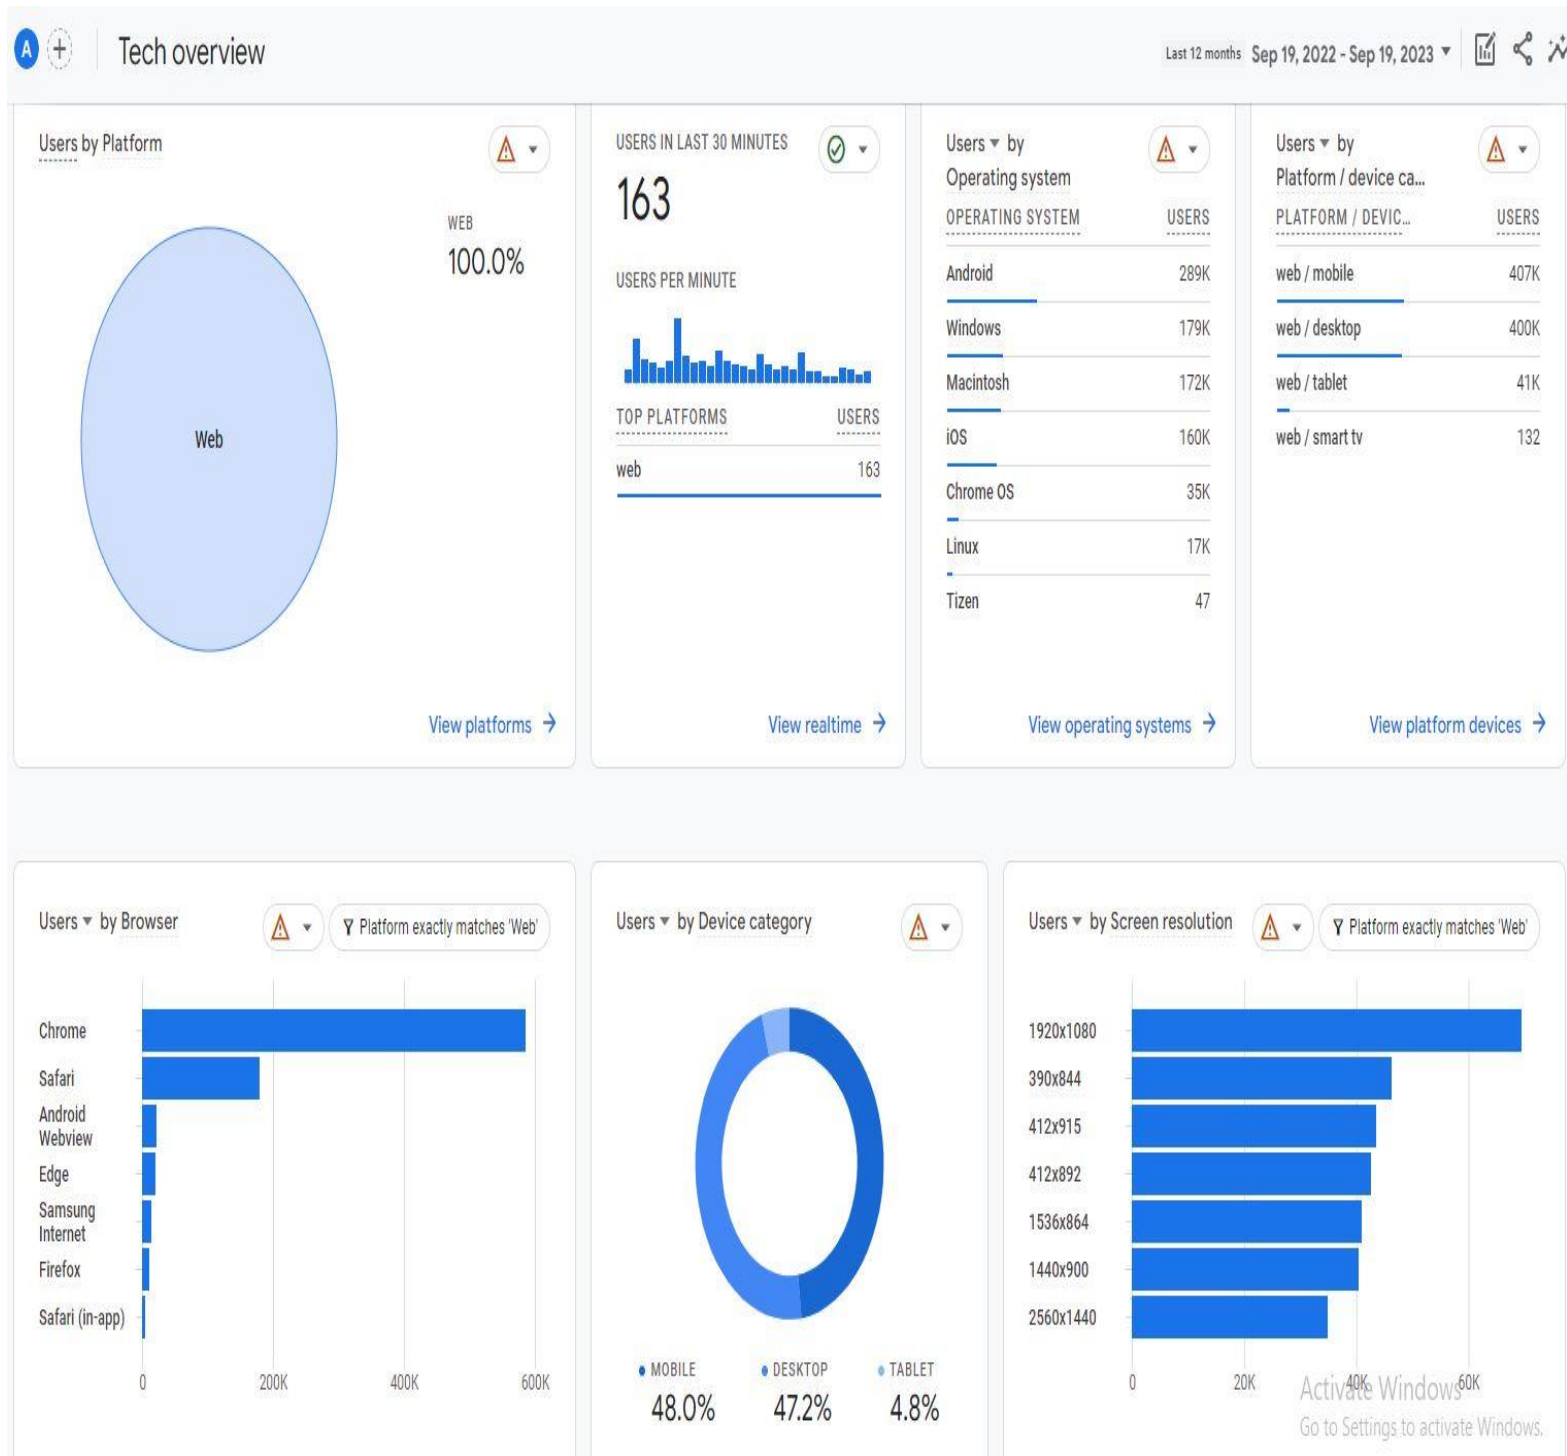 A
Tech overview
Last 12 months Sep 19, 2022 - Sep 19, 2023
Users by Platform
WEB
100.0%
Web
View platforms
USERS IN LAST 30 MINUTES
163
USERS PER MINUTE
TOP PLATFORMS USERS
web 163
View realtime
Users by
Operating system
OPERATING SYSTEM USERS
Android 289K
Windows 179K
Macintosh 172K
iOS 160K
Chrome OS 35K
Linux 17K
Tizen 47
View operating systems
Users by
Platform / device ca...
PLATFORM / DEVIC... USERS
web / mobile 407K
web / desktop 400K
web / tablet 41K
web / smart tv 132
View platform devices
Users by Browser
Platform exactly matches 'Web'
Chrome
Safari
Android
Webview
Edge
Samsung
Internet
Firefox
Safari (in-app)
0 200K 400K 600K
Users by Device category
MOBILE DESKTOP TABLET
48.0% 47.2% 4.8%
Users by Screen resolution
Platform exactly matches 'Web'
1920x1080
390x844
412x915
412x892
1536x864
1440x900
2560x1440
0 20K 40K 60K
Activate Windows
Go to Settings to activate Windows.